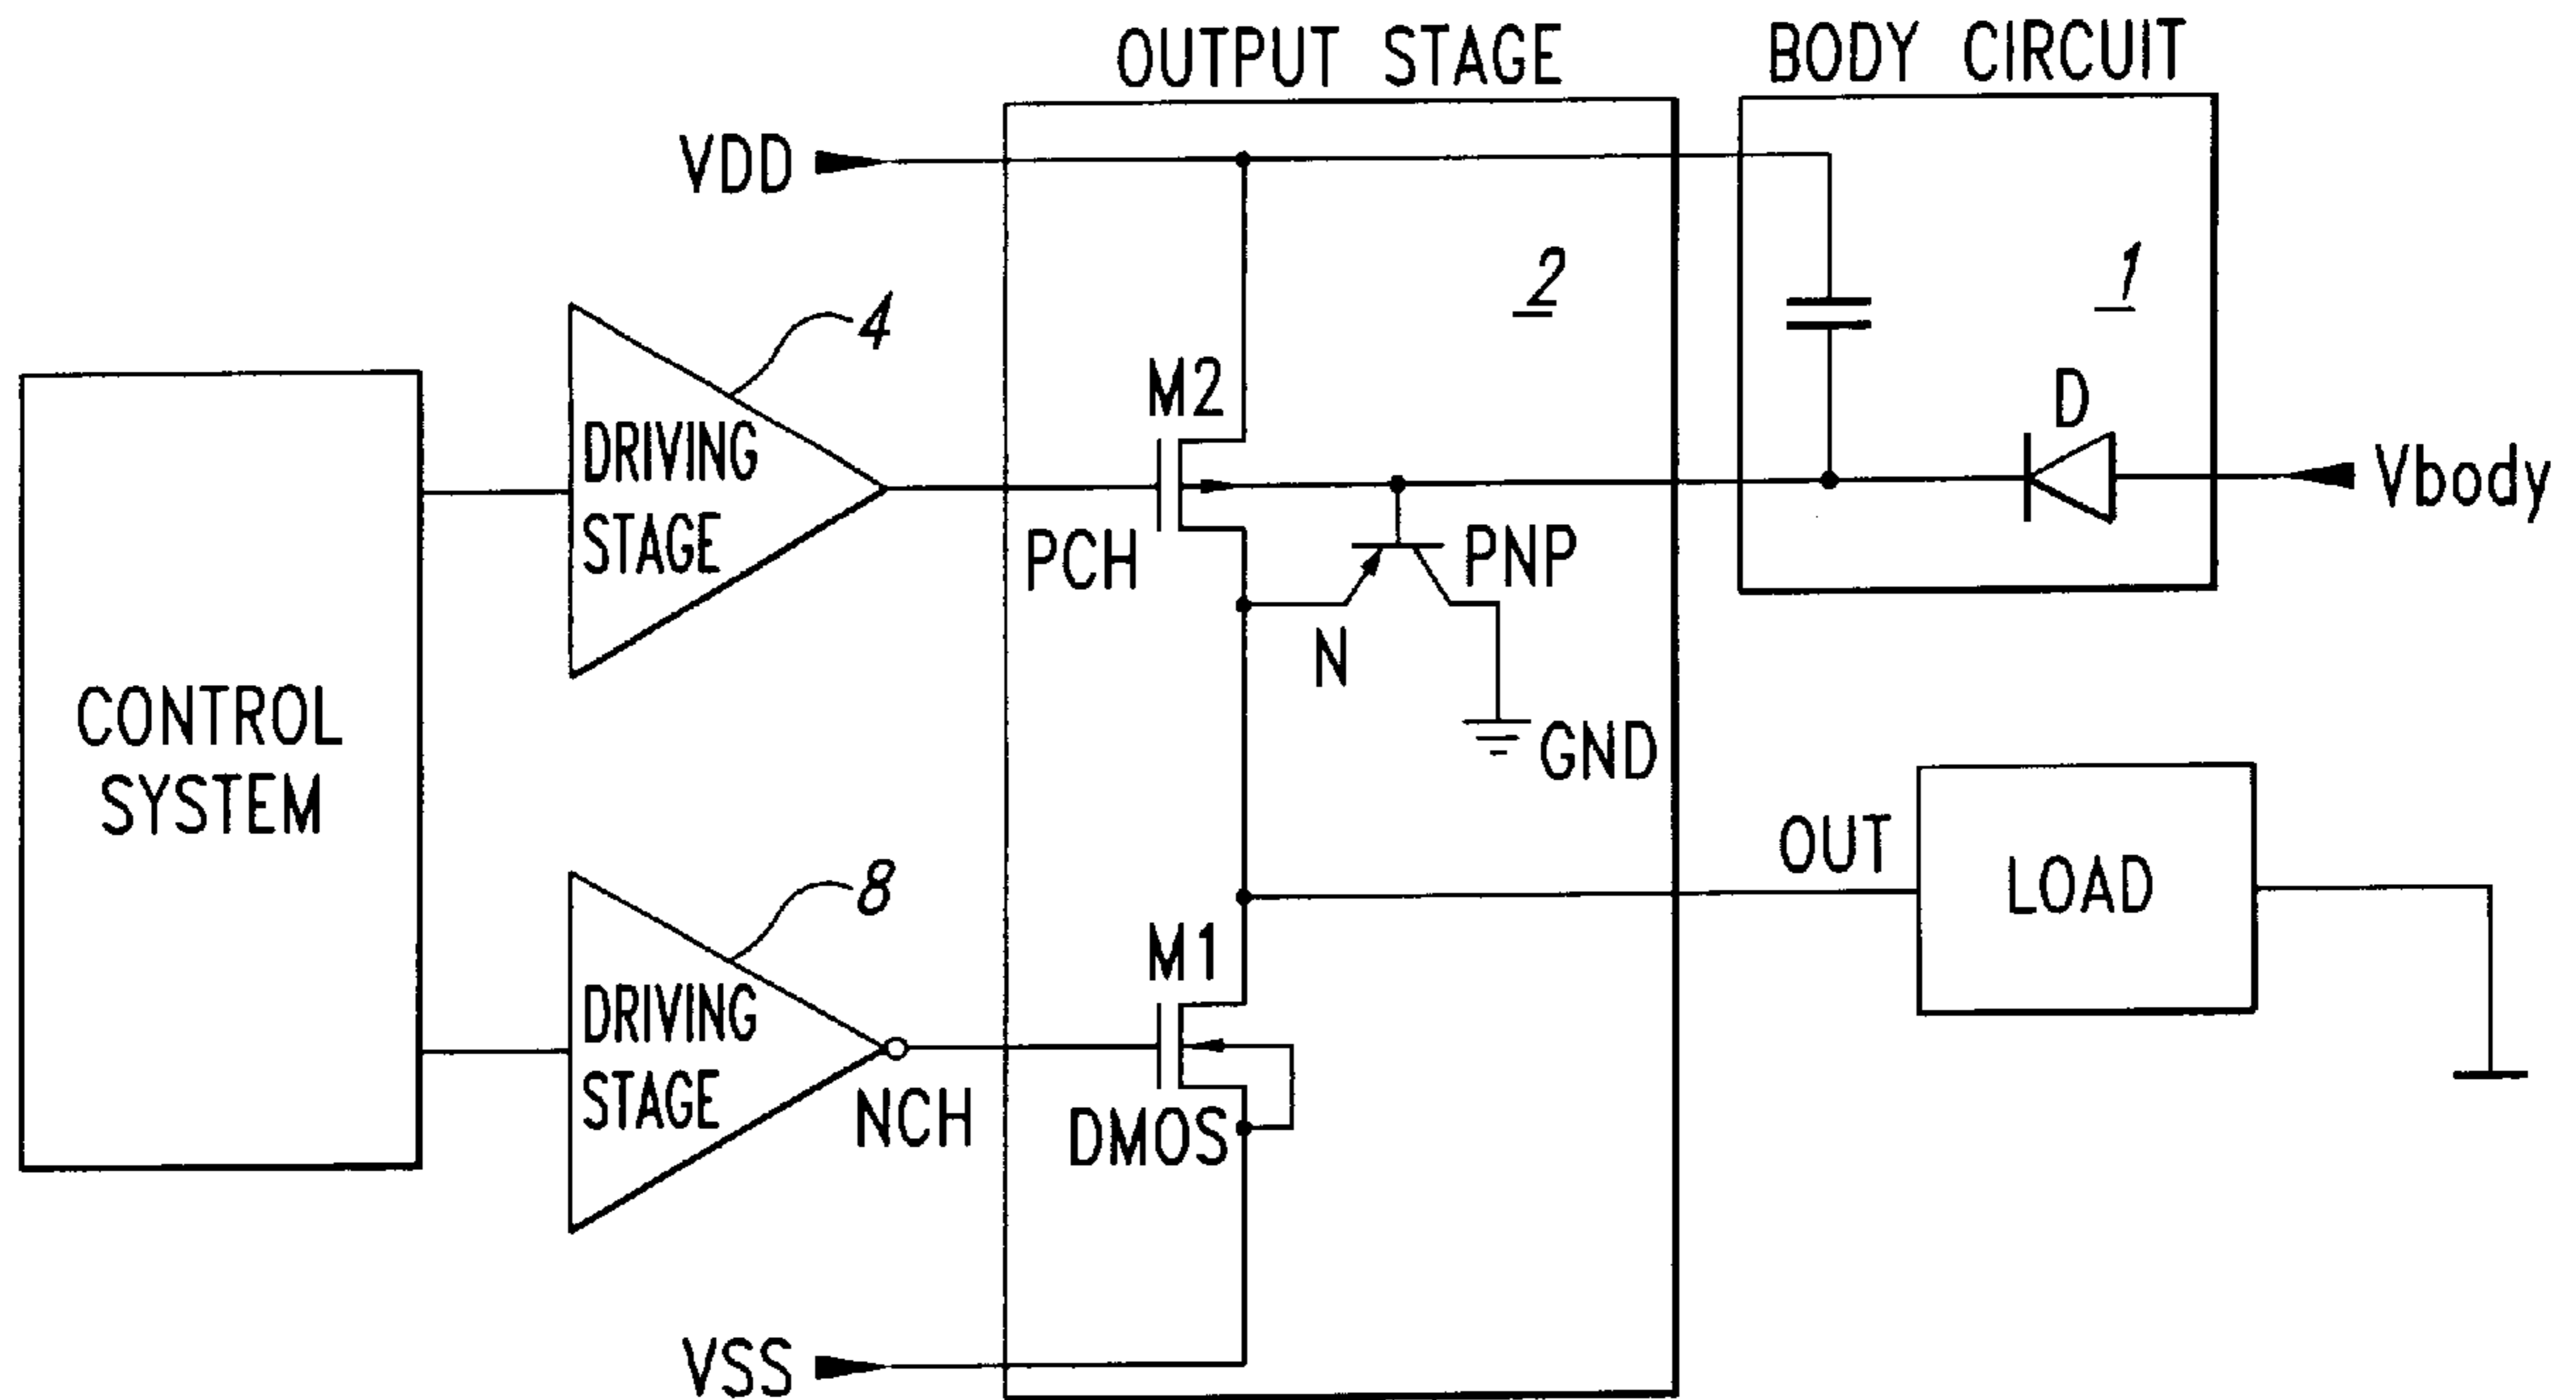 OUTPUT STAGE
BODY CIRCUIT
VDD
2
1
4
M2
D
DRIVING
STAGE
Vbody
PCH
PNP
N
CONTROL
SYSTEM
GND
OUT
LOAD
8
M1
DRIVING
STAGE
NCH
DMOS
VSS